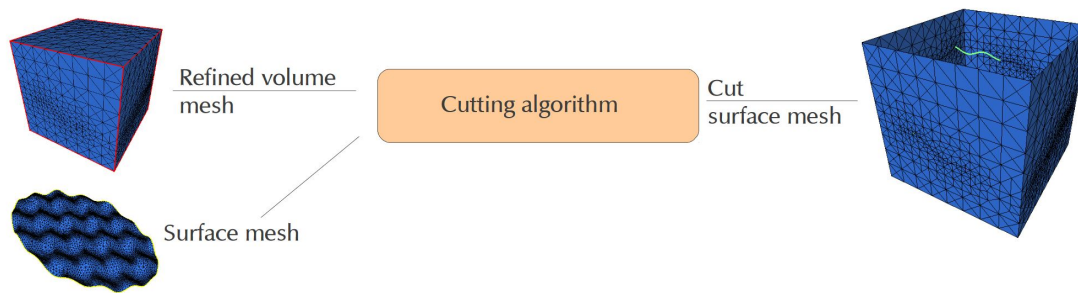 Refined volume
mesh
Cutting algorithm
Cut
surface mesh
Surface mesh